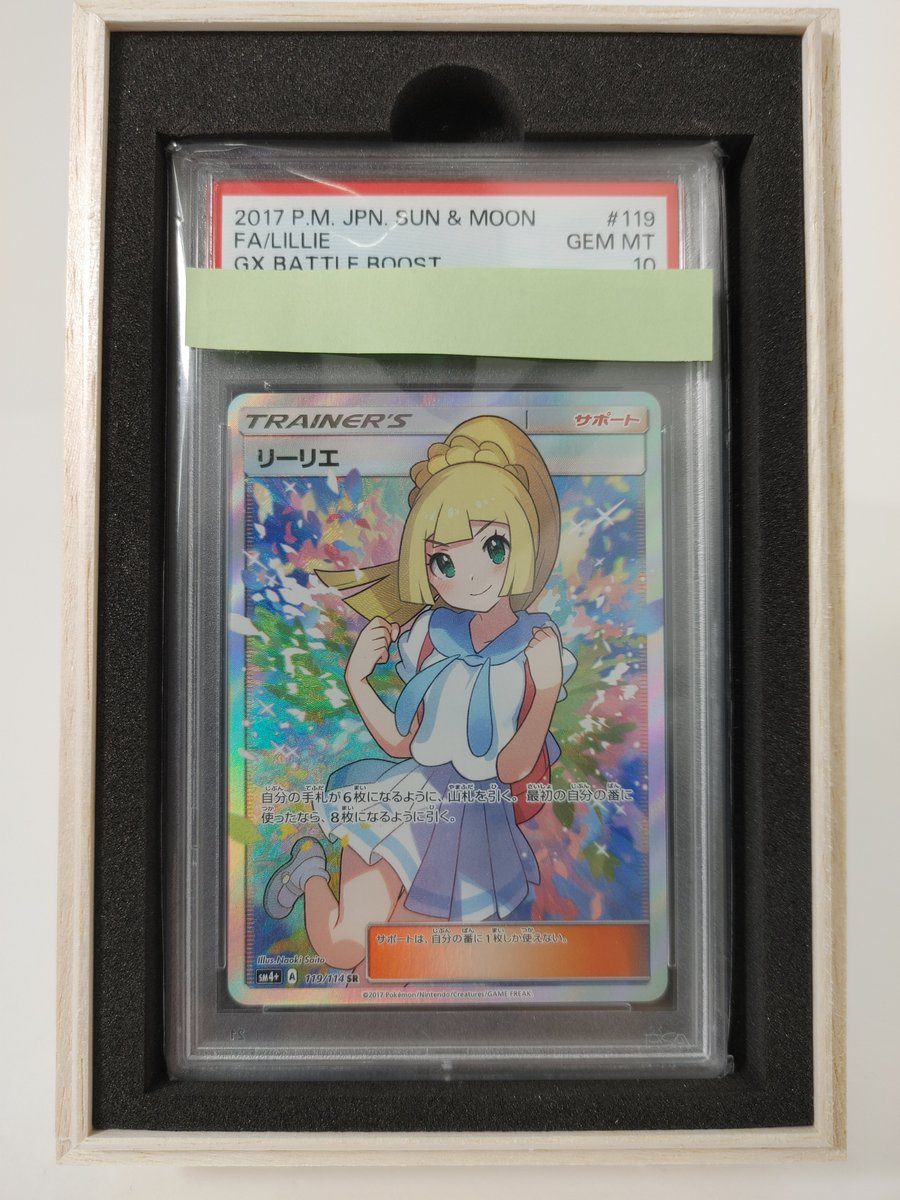 2017 P.M. JPN. SUN & MOON #119
FA/LILLIE GEM MT
GX BATTLE BOOST 10
TRAINER'S サポート
リーリエ
自分の手札が6枚になるように、山札を引く。最初の自分の番に
使ったなら、8枚になるように引く。
サポートは、自分の番に1枚しか使えない。
Illus. Naoki Saito
SM4+ A 119/114 SR
©2017 Pokémon/Nintendo/Creatures/GAME FREAK.